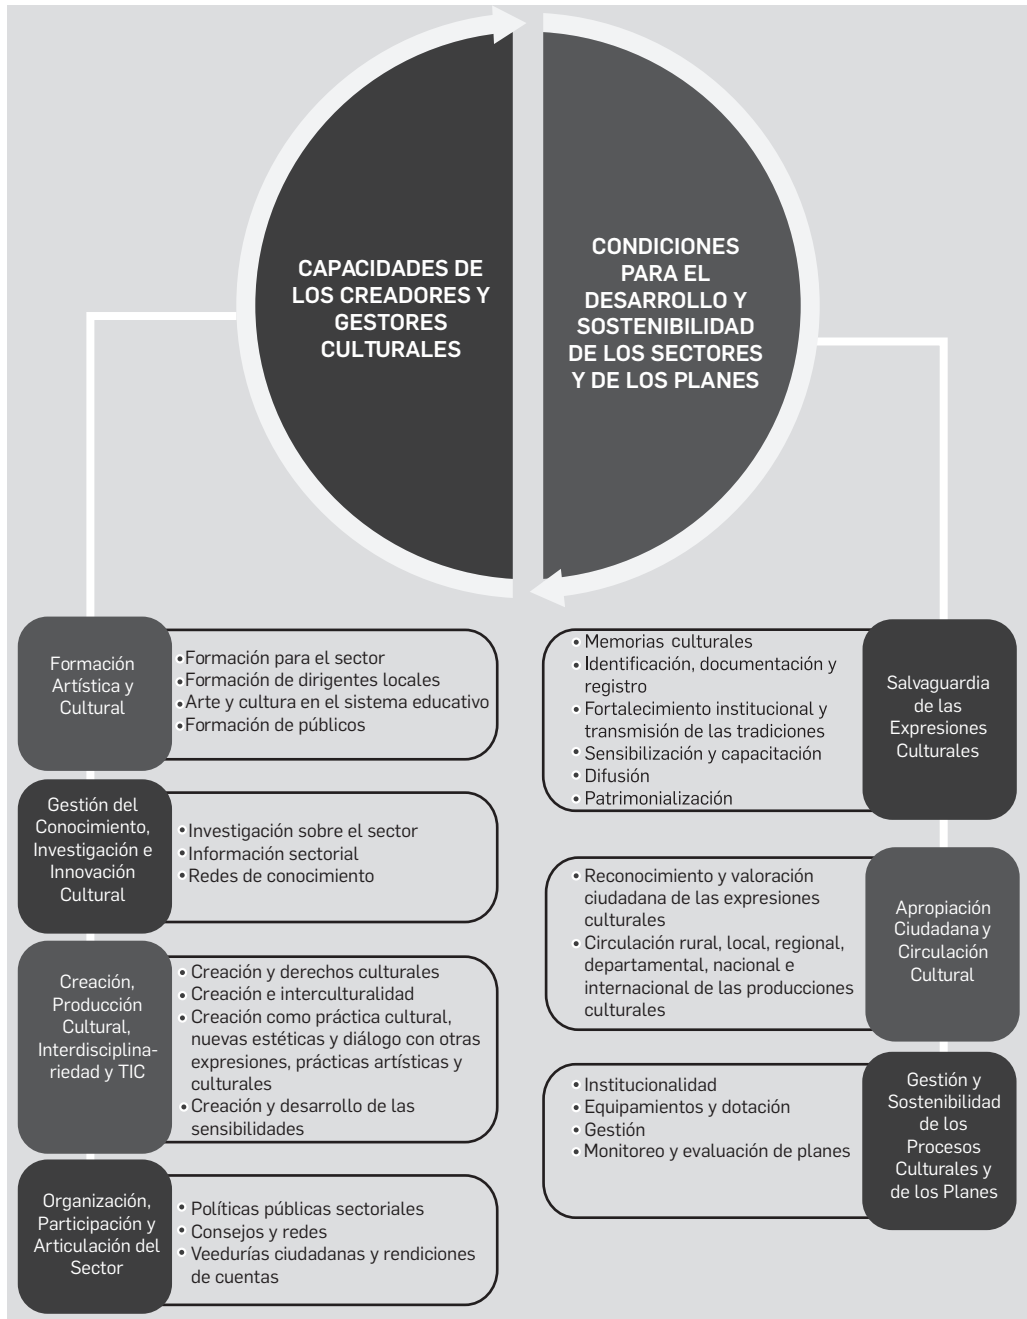 CAPACIDADES DE
LOS CREADORES Y
GESTORES
CULTURALES
CONDICIONES
PARA EL
DESARROLLO Y
SOSTENIBILIDAD
DE LOS SECTORES
Y DE LOS PLANES
Formación
Artística y
Cultural
• Formación para el sector
• Formación de dirigentes locales
• Arte y cultura en el sistema educativo
• Formación de públicos
Gestión del
Conocimiento,
Investigación e
Innovación
Cultural
• Investigación sobre el sector
• Información sectorial
• Redes de conocimiento
Creación,
Producción
Cultural,
Interdisciplina-
riedad y TIC
• Creación y derechos culturales
• Creación e interculturalidad
• Creación como práctica cultural,
nuevas estéticas y diálogo con otras
expresiones, prácticas artísticas y
culturales
• Creación y desarrollo de las
sensibilidades
Organización,
Participación y
Articulación del
Sector
• Políticas públicas sectoriales
• Consejos y redes
• Veedurías ciudadanas y rendiciones
de cuentas
• Memorias culturales
• Identificación, documentación y
registro
• Fortalecimiento institucional y
transmisión de las tradiciones
• Sensibilización y capacitación
• Difusión
• Patrimonialización
Salvaguardia
de las
Expresiones
Culturales
• Reconocimiento y valoración
ciudadana de las expresiones
culturales
• Circulación rural, local, regional,
departamental, nacional e
internacional de las producciones
culturales
Apropiación
Ciudadana y
Circulación
Cultural
• Institucionalidad
• Equipamientos y dotación
• Gestión
• Monitoreo y evaluación de planes
Gestión y
Sostenibilidad
de los
Procesos
Culturales y
de los Planes